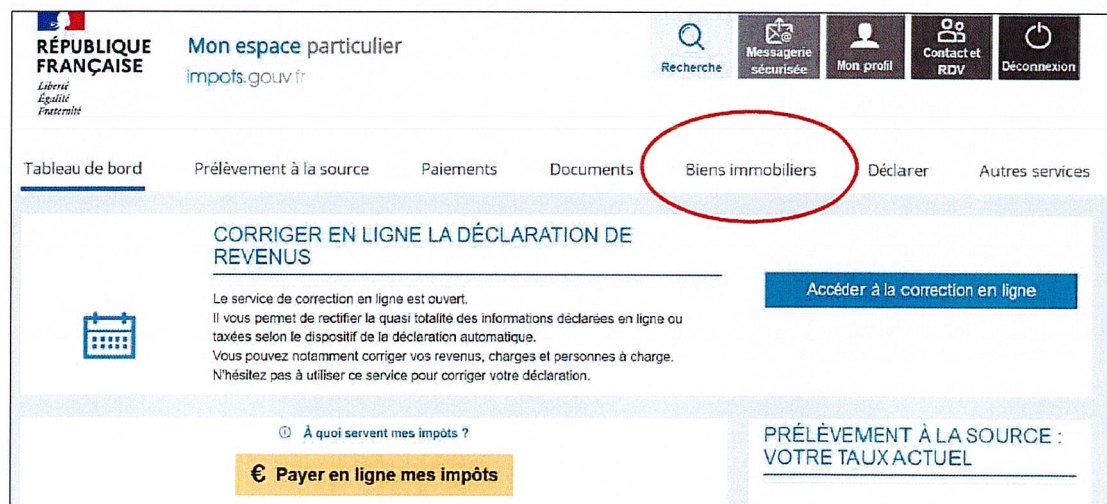 RÉPUBLIQUE
FRANÇAISE
Liberté
Égalité
Fraternité
Mon espace particulier
impots.gouv.fr
Recherche
Messagerie
sécurisée
Mon profil
Contact et
RDV
Déconnexion
Tableau de bord
Prélèvement à la source
Paiements
Documents
Biens immobiliers
Déclarer
Autres services
CORRIGER EN LIGNE LA DÉCLARATION DE
REVENUS
Le service de correction en ligne est ouvert.
Il vous permet de rectifier la quasi totalité des informations déclarées en ligne ou
taxées selon le dispositif de la déclaration automatique.
Vous pouvez notamment corriger vos revenus, charges et personnes à charge.
N'hésitez pas à utiliser ce service pour corriger votre déclaration.
Accéder à la correction en ligne
À quoi servent mes impôts ?
€ Payer en ligne mes impôts
PRÉLÈVEMENT À LA SOURCE :
VOTRE TAUX ACTUEL